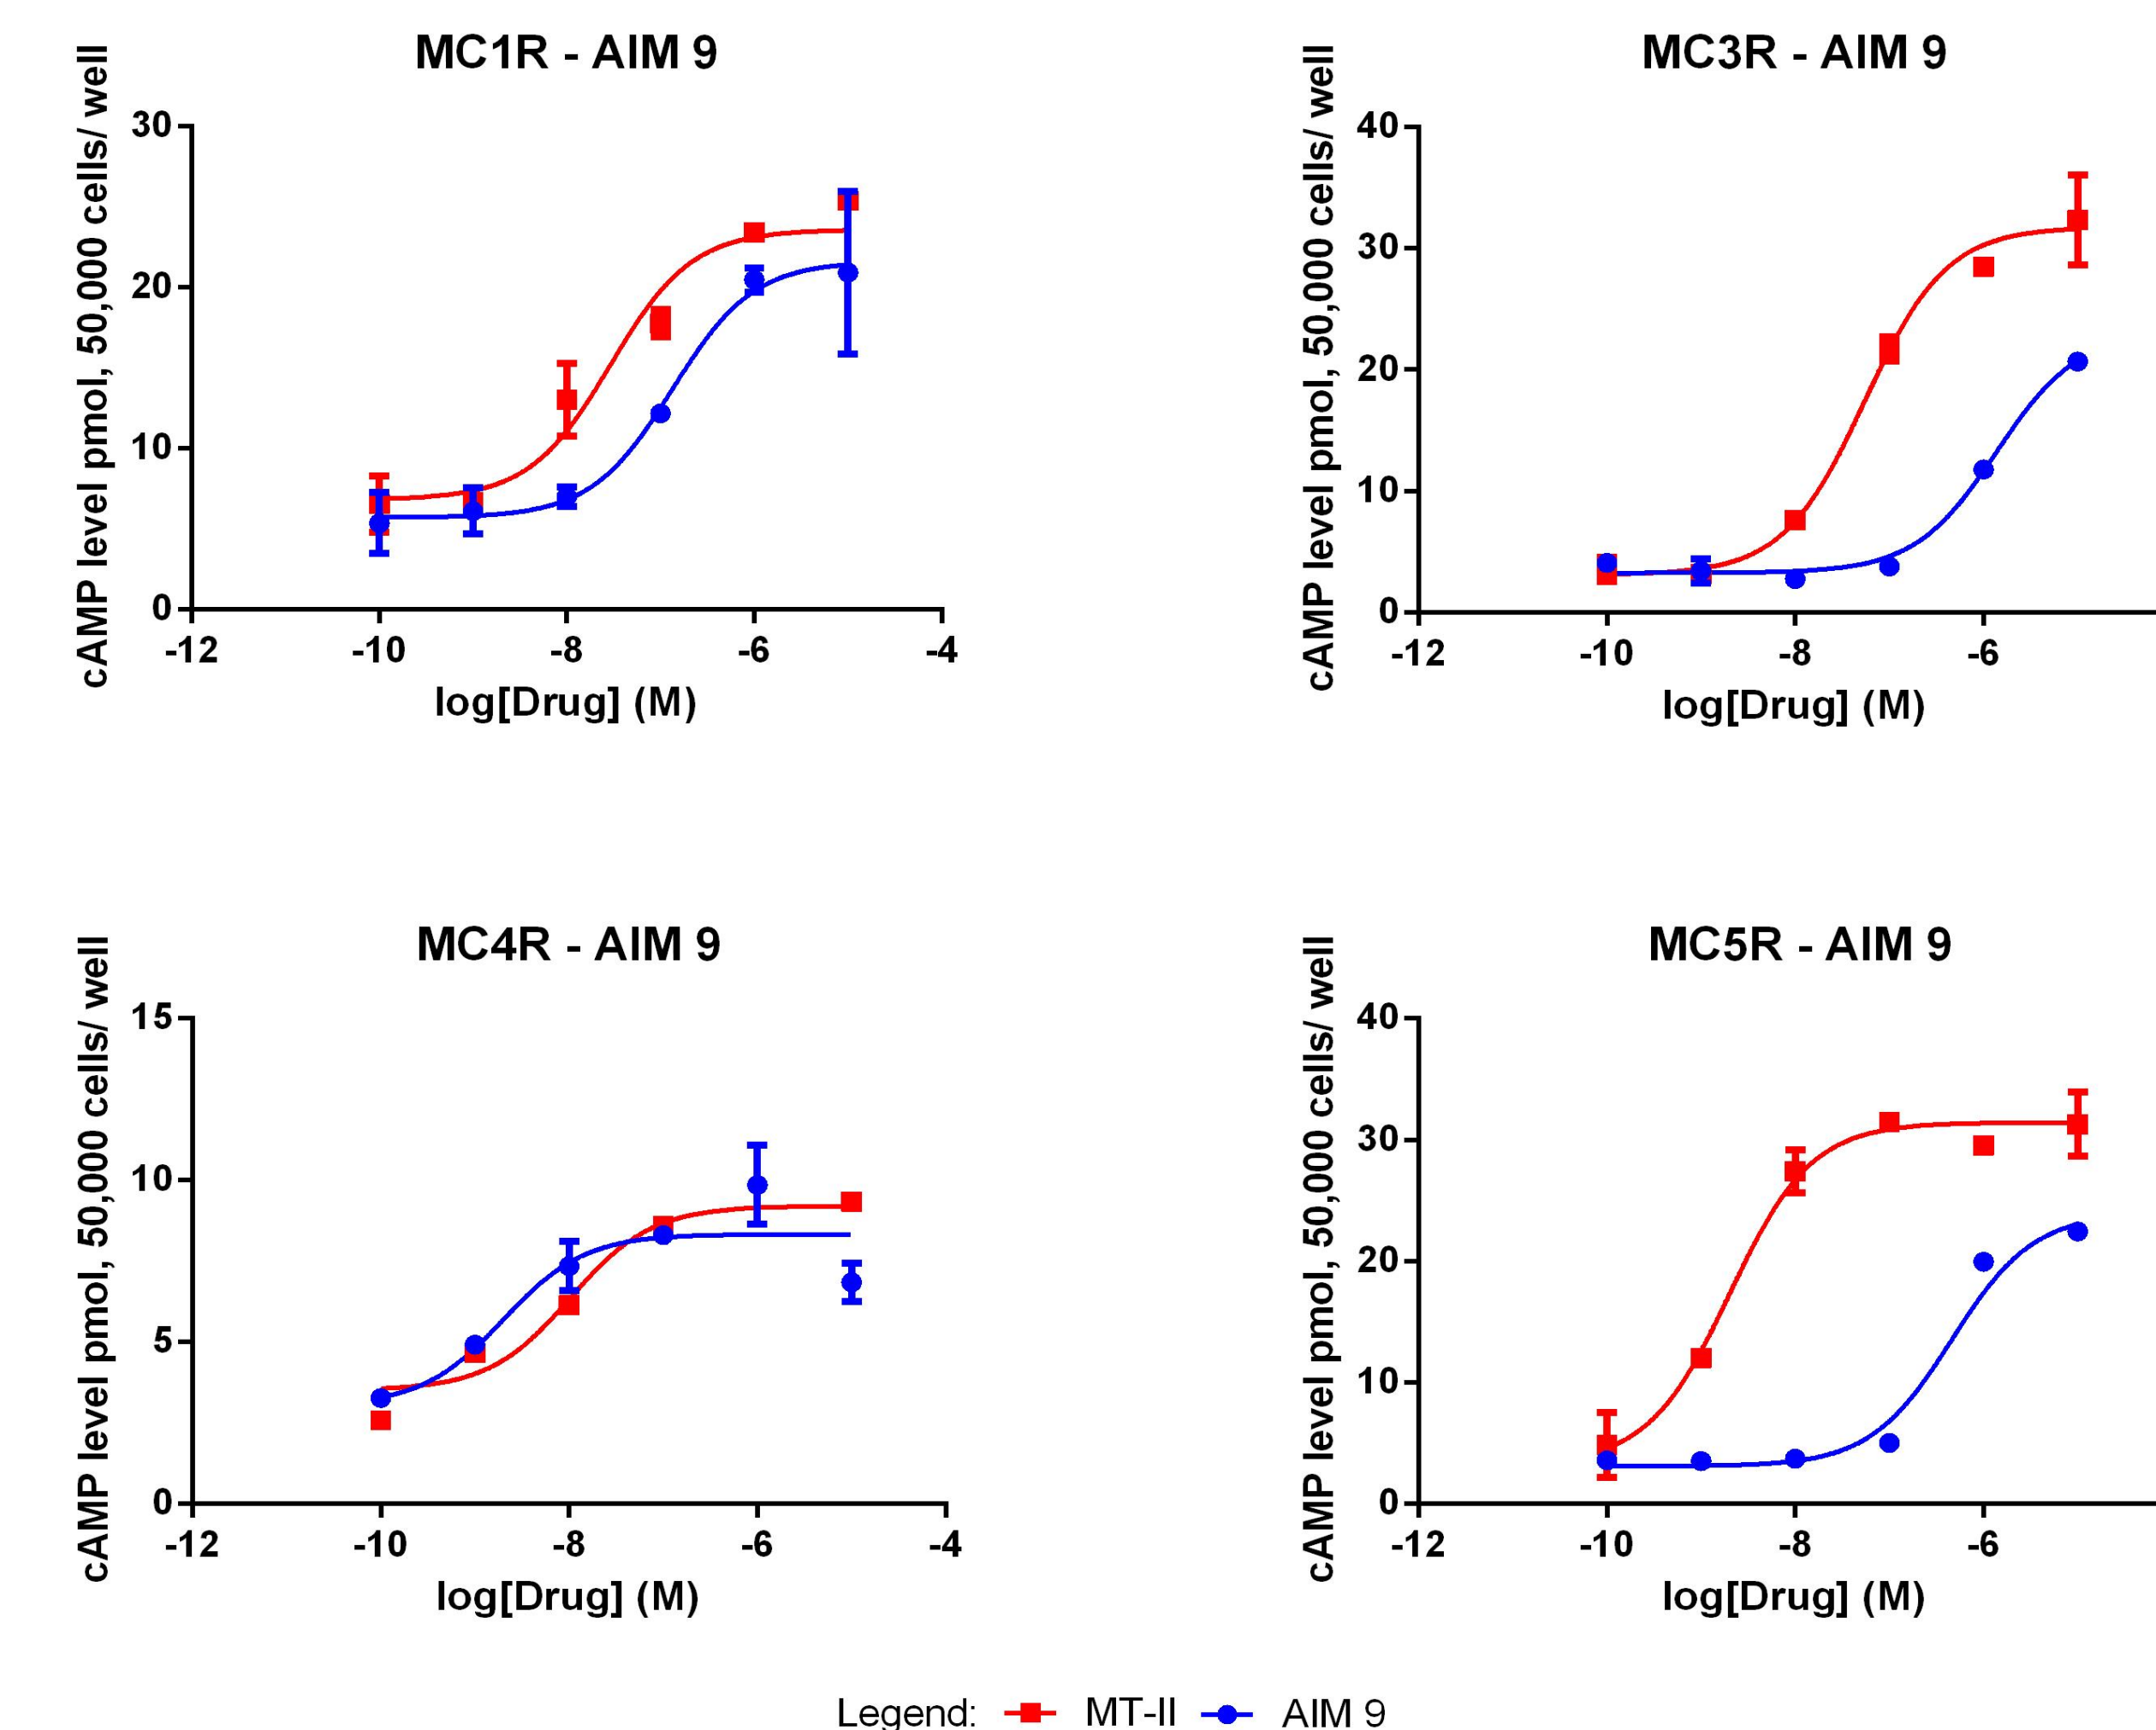 MC1R - AIM 9
cAMP level pmol, 50,000 cells/ well
30
20
10
0
-12 -10 -8 -6 -4
log[Drug] (M)
MC3R - AIM 9
cAMP level pmol, 50,000 cells/ well
40
30
20
10
0
-12 -10 -8 -6
log[Drug] (M)
MC4R - AIM 9
cAMP level pmol, 50,000 cells/ well
15
10
5
0
-12 -10 -8 -6 -4
log[Drug] (M)
MC5R - AIM 9
cAMP level pmol, 50,000 cells/ well
40
30
20
10
0
-12 -10 -8 -6
log[Drug] (M)
Legend: MT-II AIM 9